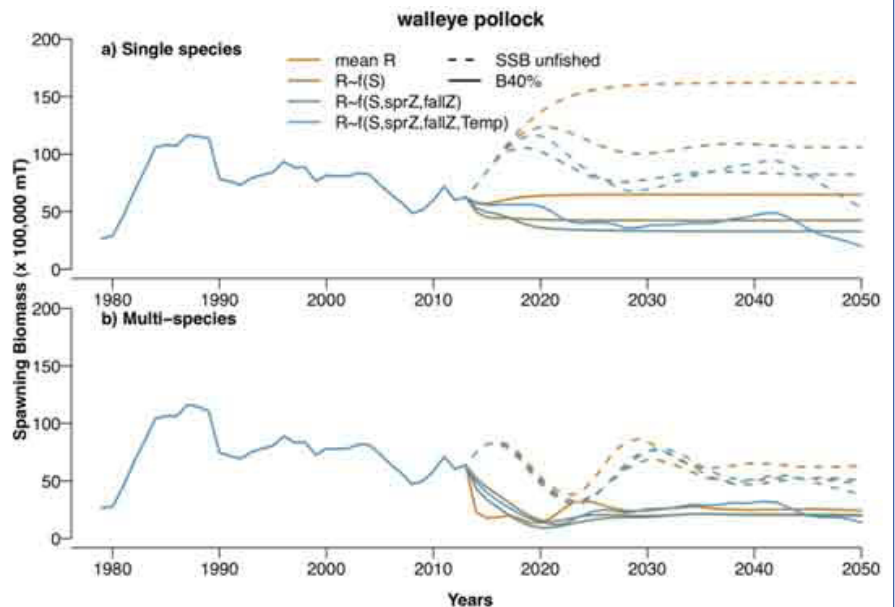 walleye pollock
a) Single species
mean R
R~f(S)
R~f(S,sprZ,fallZ)
R~f(S,sprZ,fallZ,Temp)
SSB unfished
B40%
200
150
100
50
0
1980 1990 2000 2010 2020 2030 2040 2050
b) Multi−species
200
150
100
50
0
1980 1990 2000 2010 2020 2030 2040 2050
Spawning Biomass (x 100,000 mT)
Years